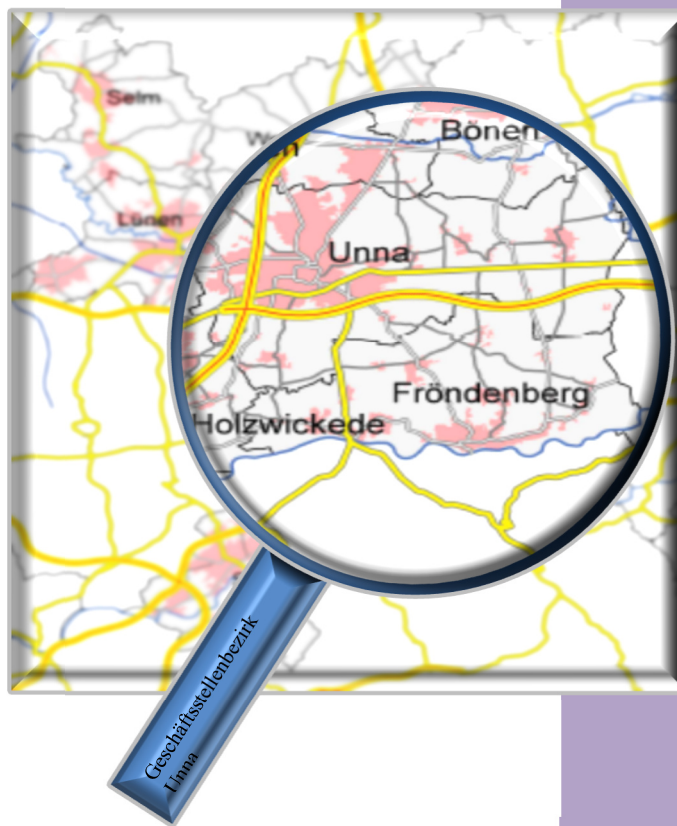 Selm
Bönen
Lünen
Unna
Fröndenberg
Holzwickede
Geschäftsstellenbezirk
Unna